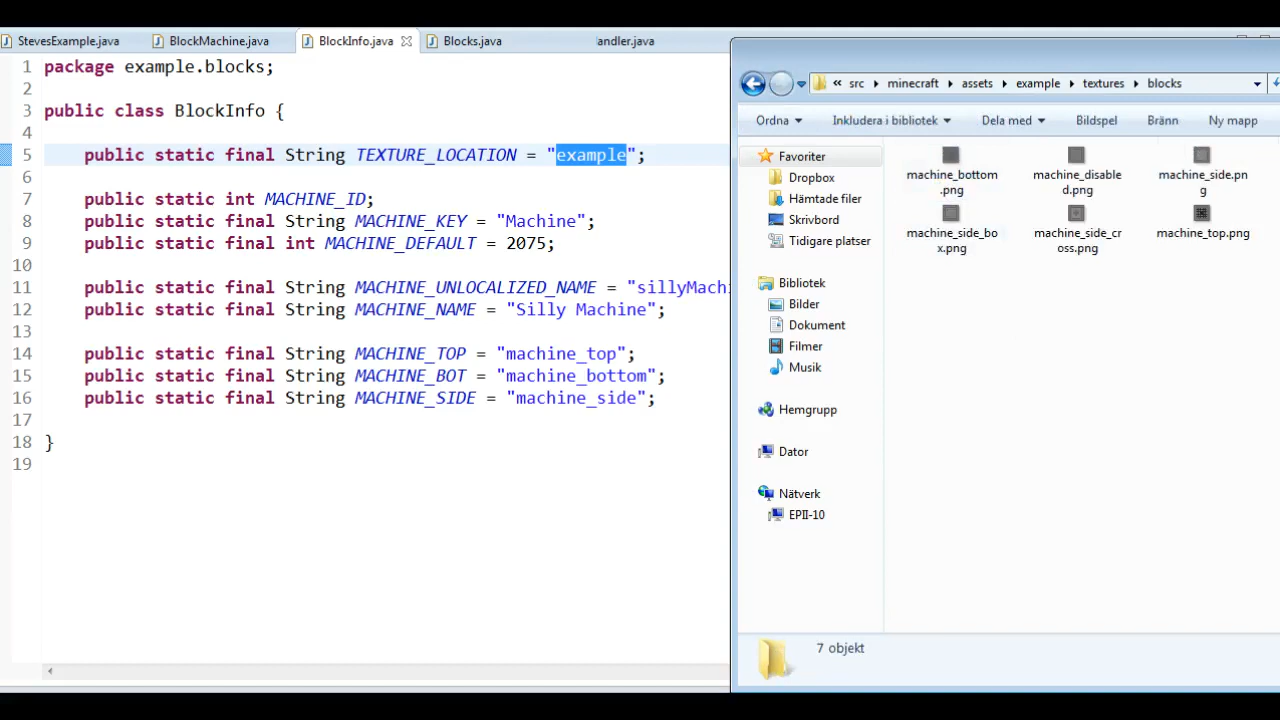 StevesExample.java BlockMachine.java BlockInfo.java Blocks.java andler.java
1 package example.blocks;
2
3 public class BlockInfo {
4
5 public static final String TEXTURE_LOCATION = "example";
6
7 public static int MACHINE_ID;
8 public static final String MACHINE_KEY = "Machine";
9 public static final int MACHINE_DEFAULT = 2075;
10
11 public static final String MACHINE_UNLOCALIZED_NAME = "sillyMachi
12 public static final String MACHINE_NAME = "Silly Machine";
13
14 public static final String MACHINE_TOP = "machine_top";
15 public static final String MACHINE_BOT = "machine_bottom";
16 public static final String MACHINE_SIDE = "machine_side";
17
18 }
19
« src minecraft assets example textures blocks
Ordna Inkludera i bibliotek Dela med Bildspel Bränn Ny mapp
Favoriter
Dropbox
Hämtade filer
Skrivbord
Tidigare platser
Bibliotek
Bilder
Dokument
Filmer
Musik
Hemgrupp
Dator
Nätverk
EPII-10
machine_bottom
.png
machine_disable
d.png
machine_side.pn
g
machine_side_bo
x.png
machine_side_cr
oss.png
machine_top.png
7 objekt